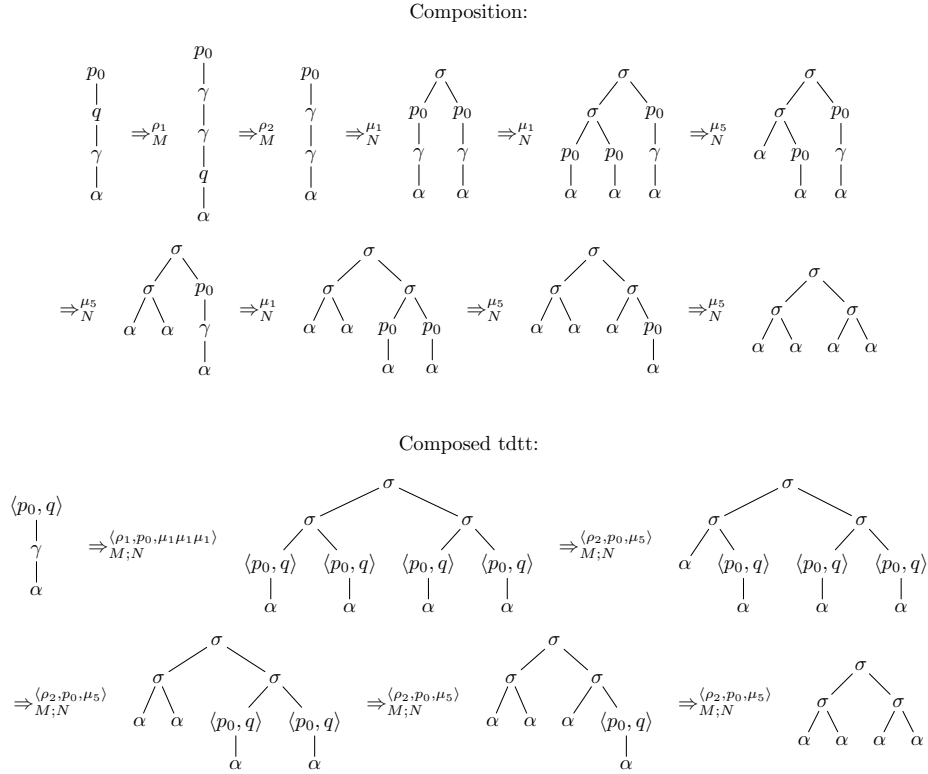 Composition:
p₀ p₀ p₀ σ σ σ
q γ γ p₀ p₀ σ p₀ σ p₀
⇒ρ₁M ⇒ρ₂M ⇒μ₁N ⇒μ₁N ⇒μ₅N
γ γ γ γ γ p₀ p₀ γ α p₀ γ
α q α α α α α α α α
α
σ σ σ σ
σ p₀ σ σ σ σ σ σ
⇒μ₅N ⇒μ₁N ⇒μ₅N ⇒μ₅N
α α γ α α p₀ p₀ α α α p₀ α α α α
α α α α
Composed tdtt:
⟨p₀, q⟩ σ σ
γ ⇒⟨ρ₁,p₀,μ₁μ₁μ₁⟩M;N σ σ ⇒⟨ρ₂,p₀,μ₅⟩M;N σ σ
⟨p₀, q⟩ ⟨p₀, q⟩ ⟨p₀, q⟩ ⟨p₀, q⟩ α ⟨p₀, q⟩ ⟨p₀, q⟩ ⟨p₀, q⟩
α α α α α α α α
σ σ σ
⇒⟨ρ₂,p₀,μ₅⟩M;N σ σ ⇒⟨ρ₂,p₀,μ₅⟩M;N σ σ ⇒⟨ρ₂,p₀,μ₅⟩M;N σ σ
α α ⟨p₀, q⟩ ⟨p₀, q⟩ α α α ⟨p₀, q⟩ α α α α
α α α